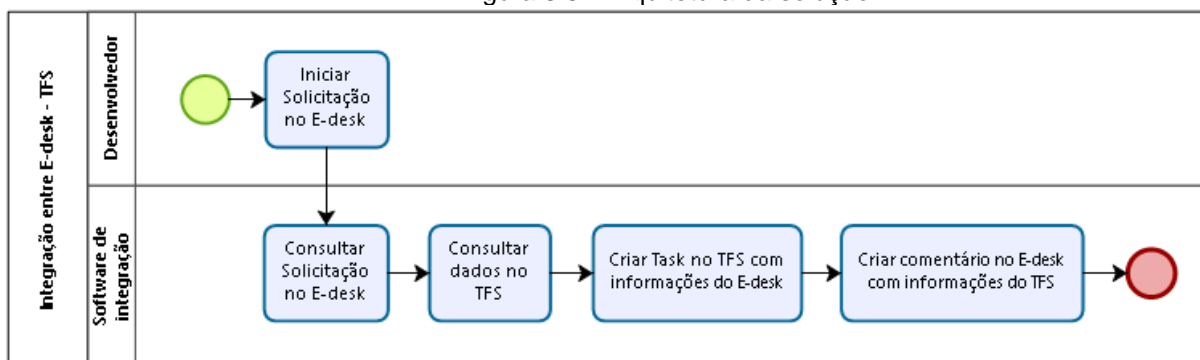 Integração entre E-desk - TFS
Desenvolvedor
Iniciar
Solicitação
no E-desk
Software de
integração
Consultar
Solicitação
no E-desk
Consultar
dados no
TFS
Criar Task no TFS com
informações do E-desk
Criar comentário no E-desk
com informações do TFS